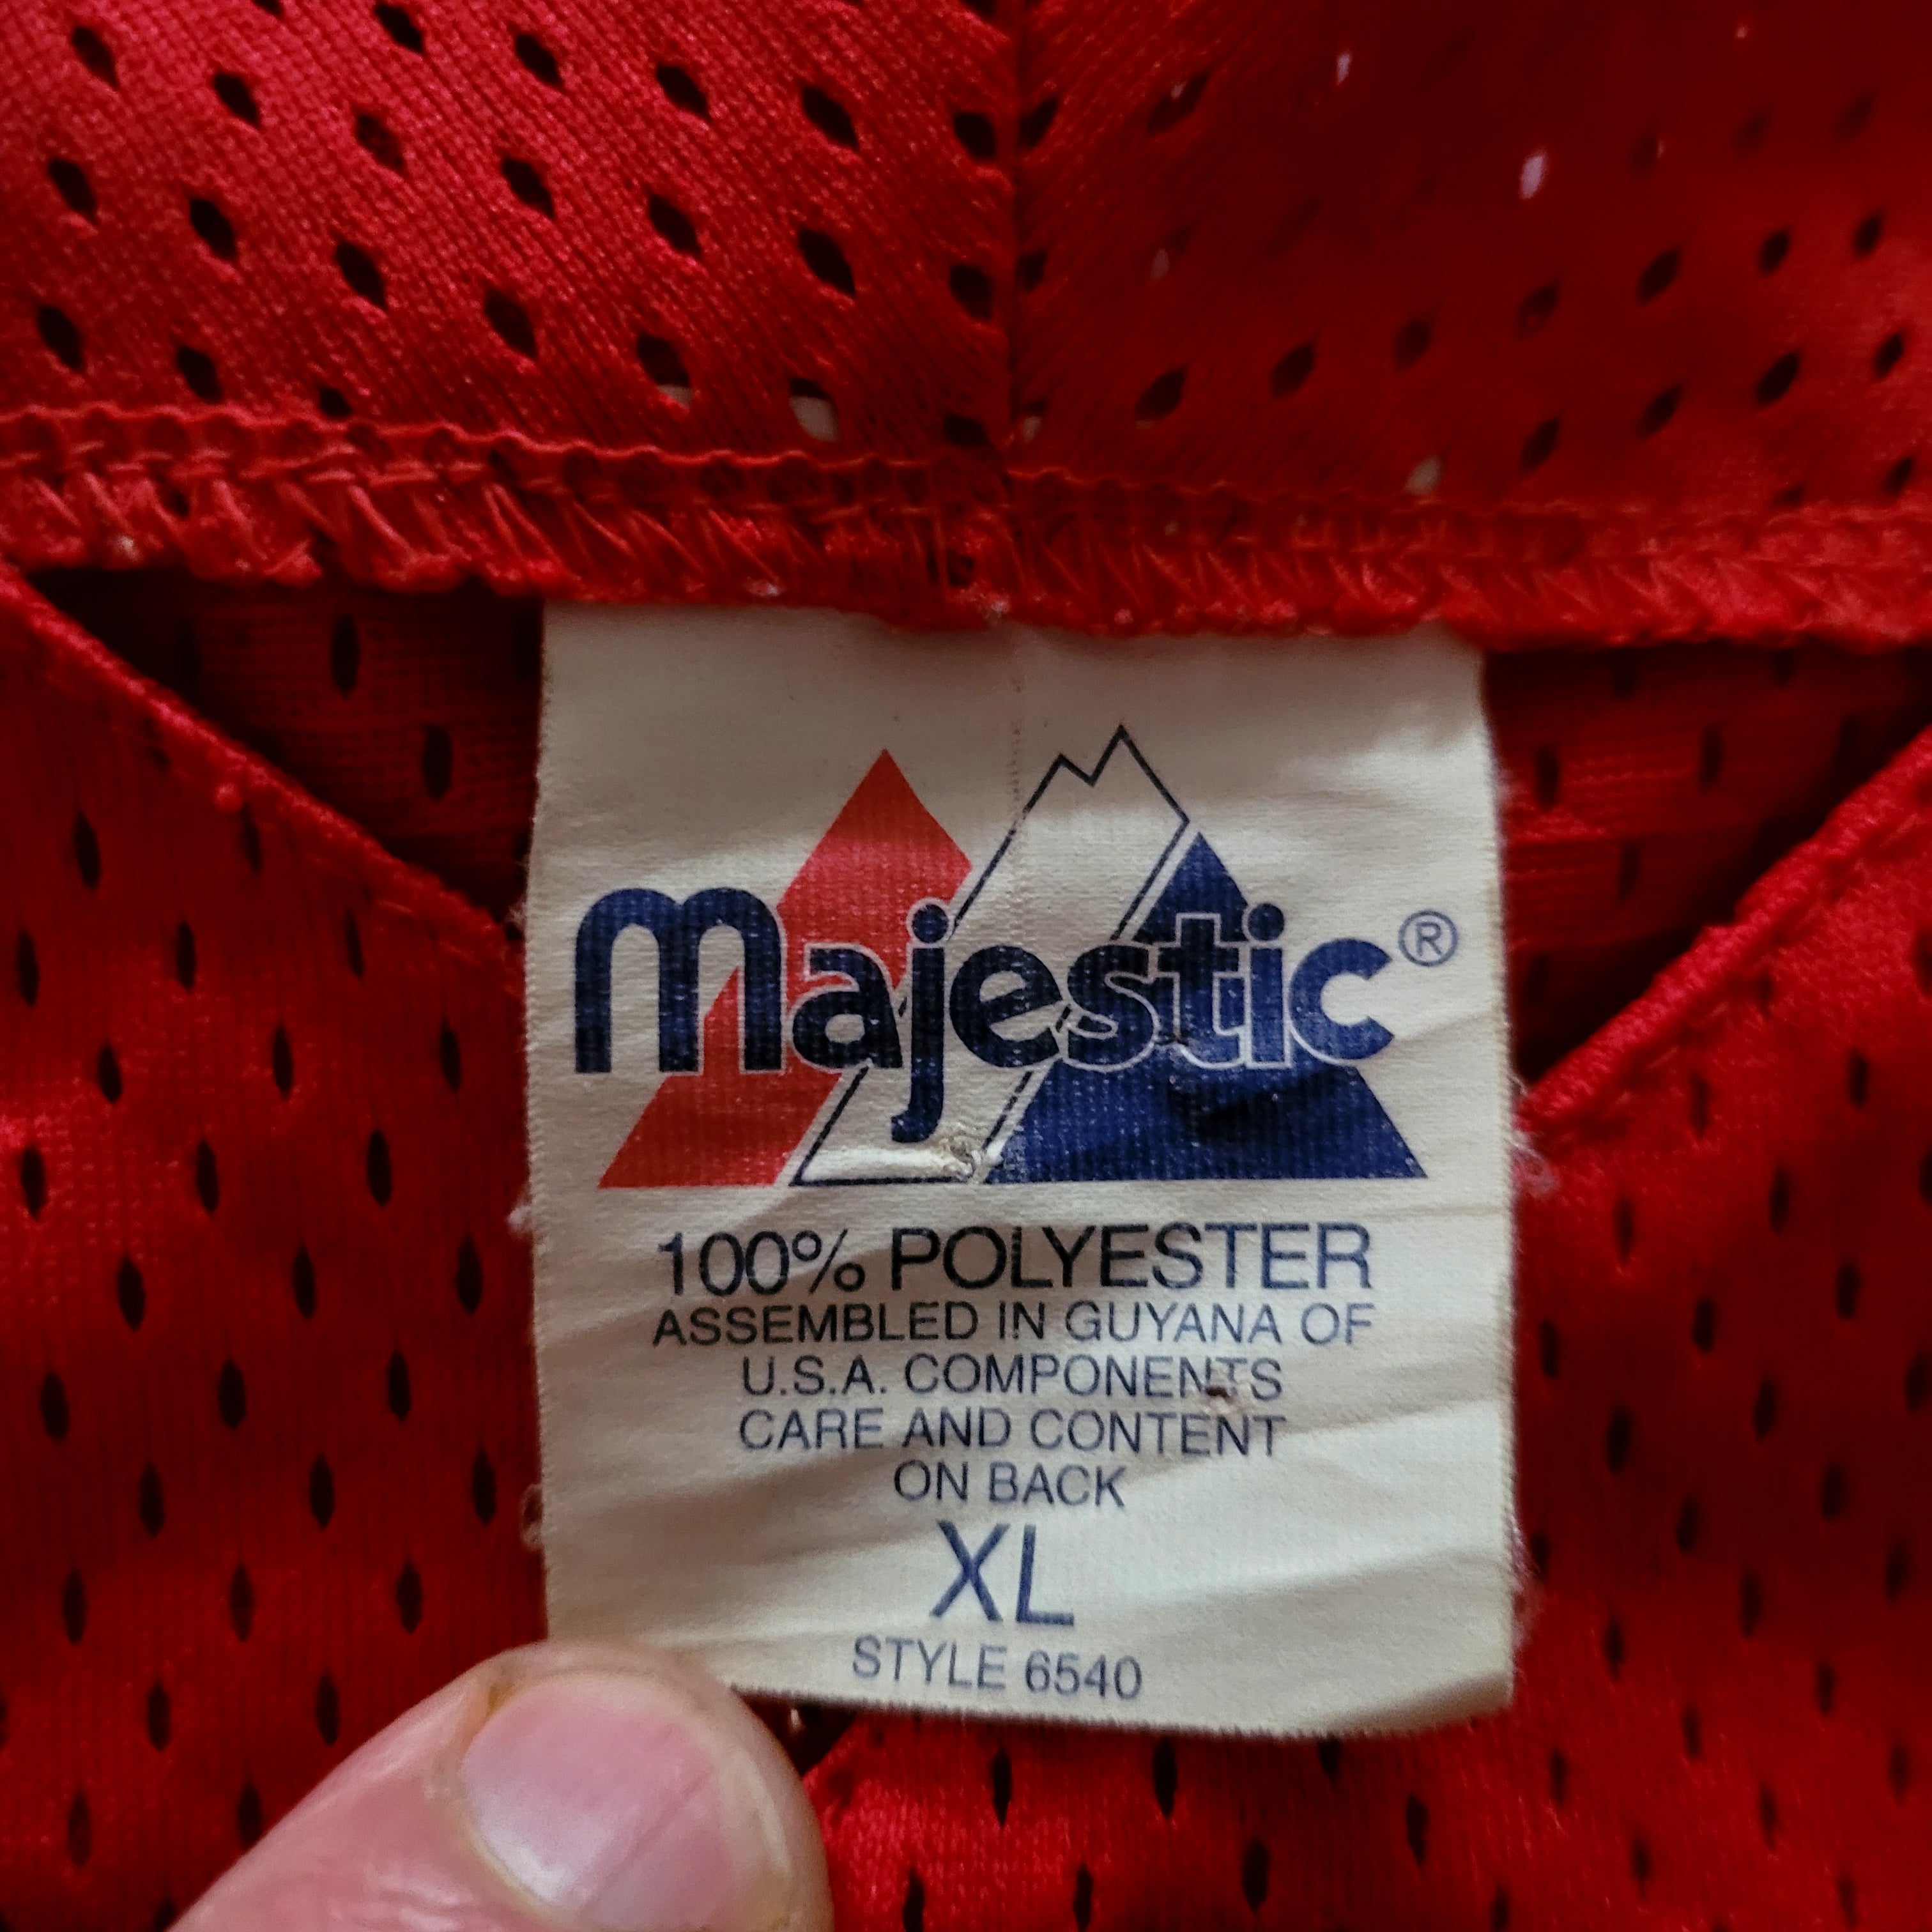 Majestic®
100% POLYESTER
ASSEMBLED IN GUYANA OF
U.S.A. COMPONENTS
CARE AND CONTENT
ON BACK
XL
STYLE 6540